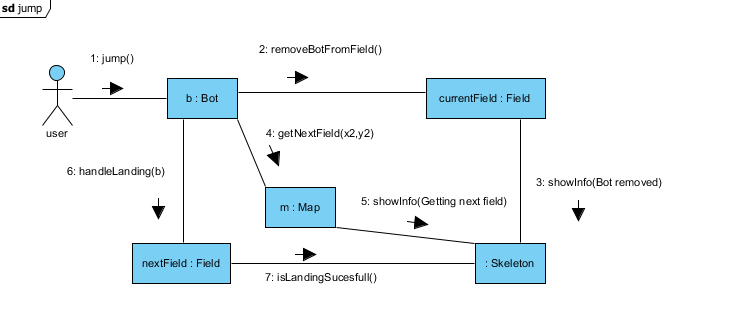 sd jump
1: jump()
2: removeBotFromField()
b : Bot
currentField : Field
user
4: getNextField(x2,y2)
6: handleLanding(b)
3: showInfo(Bot removed)
5: showInfo(Getting next field)
m : Map
nextField : Field
: Skeleton
7: isLandingSucesfull()